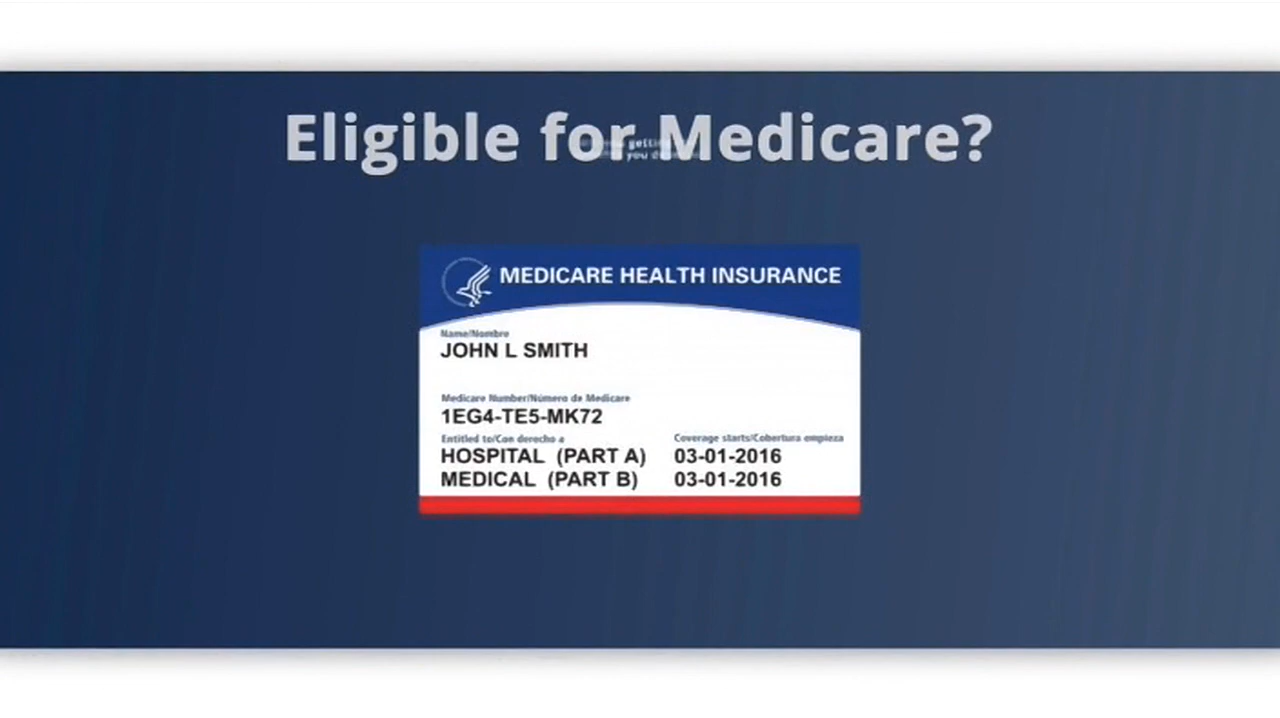 Eligible for Medicare?
MEDICARE HEALTH INSURANCE
Name/Nombre
JOHN L SMITH
Medicare Number/Número de Medicare
1EG4-TE5-MK72
Entitled to/Con derecho a
Coverage starts/Cobertura empieza
HOSPITAL (PART A) 03-01-2016
MEDICAL (PART B) 03-01-2016